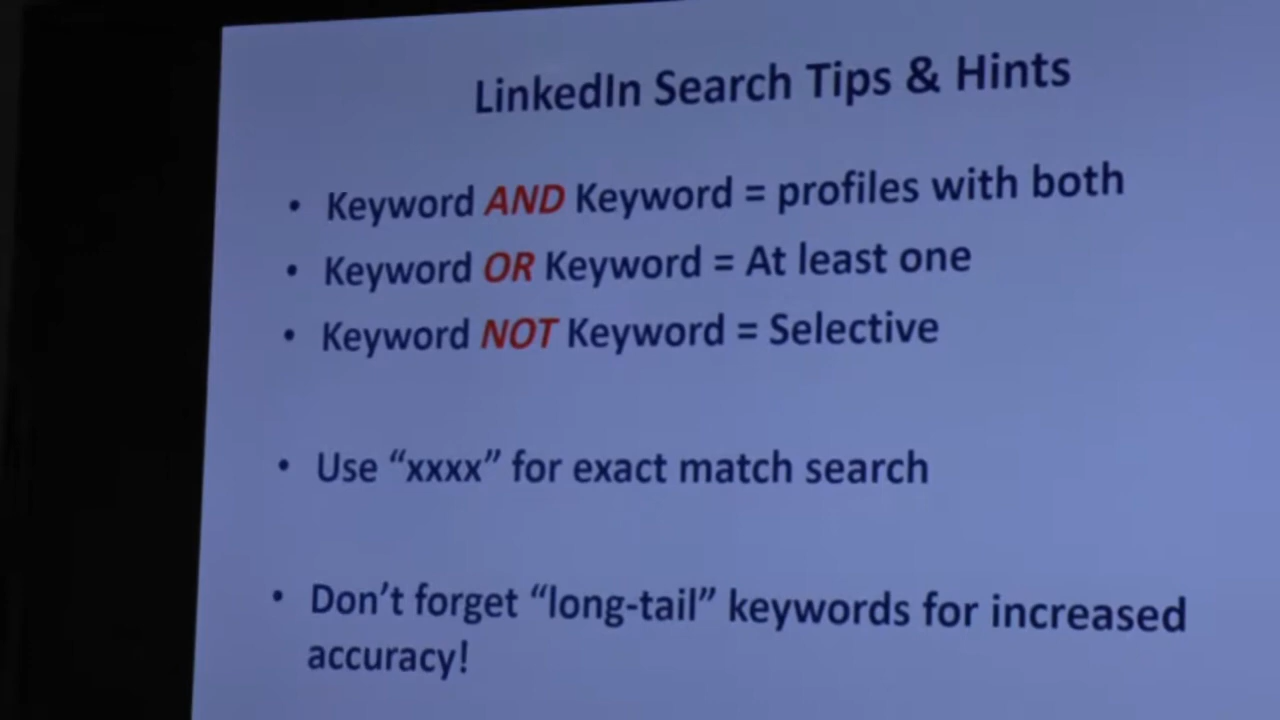 LinkedIn Search Tips & Hints
• Keyword AND Keyword = profiles with both
• Keyword OR Keyword = At least one
• Keyword NOT Keyword = Selective
• Use “xxxx” for exact match search
• Don’t forget “long-tail” keywords for increased
accuracy!